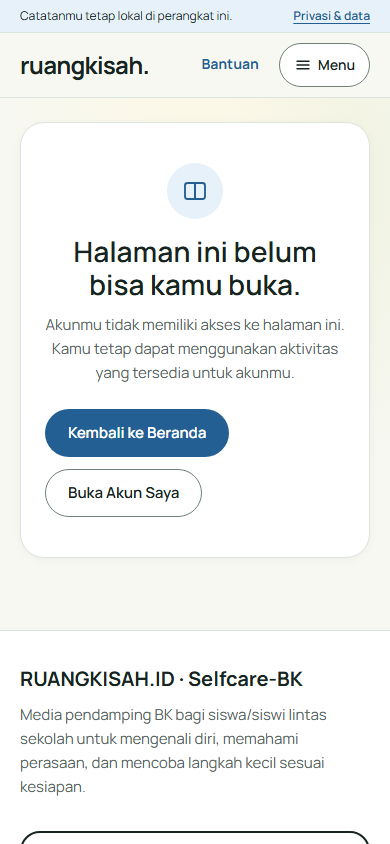 Catatanmu tetap lokal di perangkat ini.
Privasi & data
ruangkisah.
Bantuan
Menu
Halaman ini belum
bisa kamu buka.
Akunmu tidak memiliki akses ke halaman ini.
Kamu tetap dapat menggunakan aktivitas
yang tersedia untuk akunmu.
Kembali ke Beranda
Buka Akun Saya
RUANGKISAH.ID · Selfcare-BK
Media pendamping BK bagi siswa/siswi lintas
sekolah untuk mengenali diri, memahami
perasaan, dan mencoba langkah kecil sesuai
kesiapan.